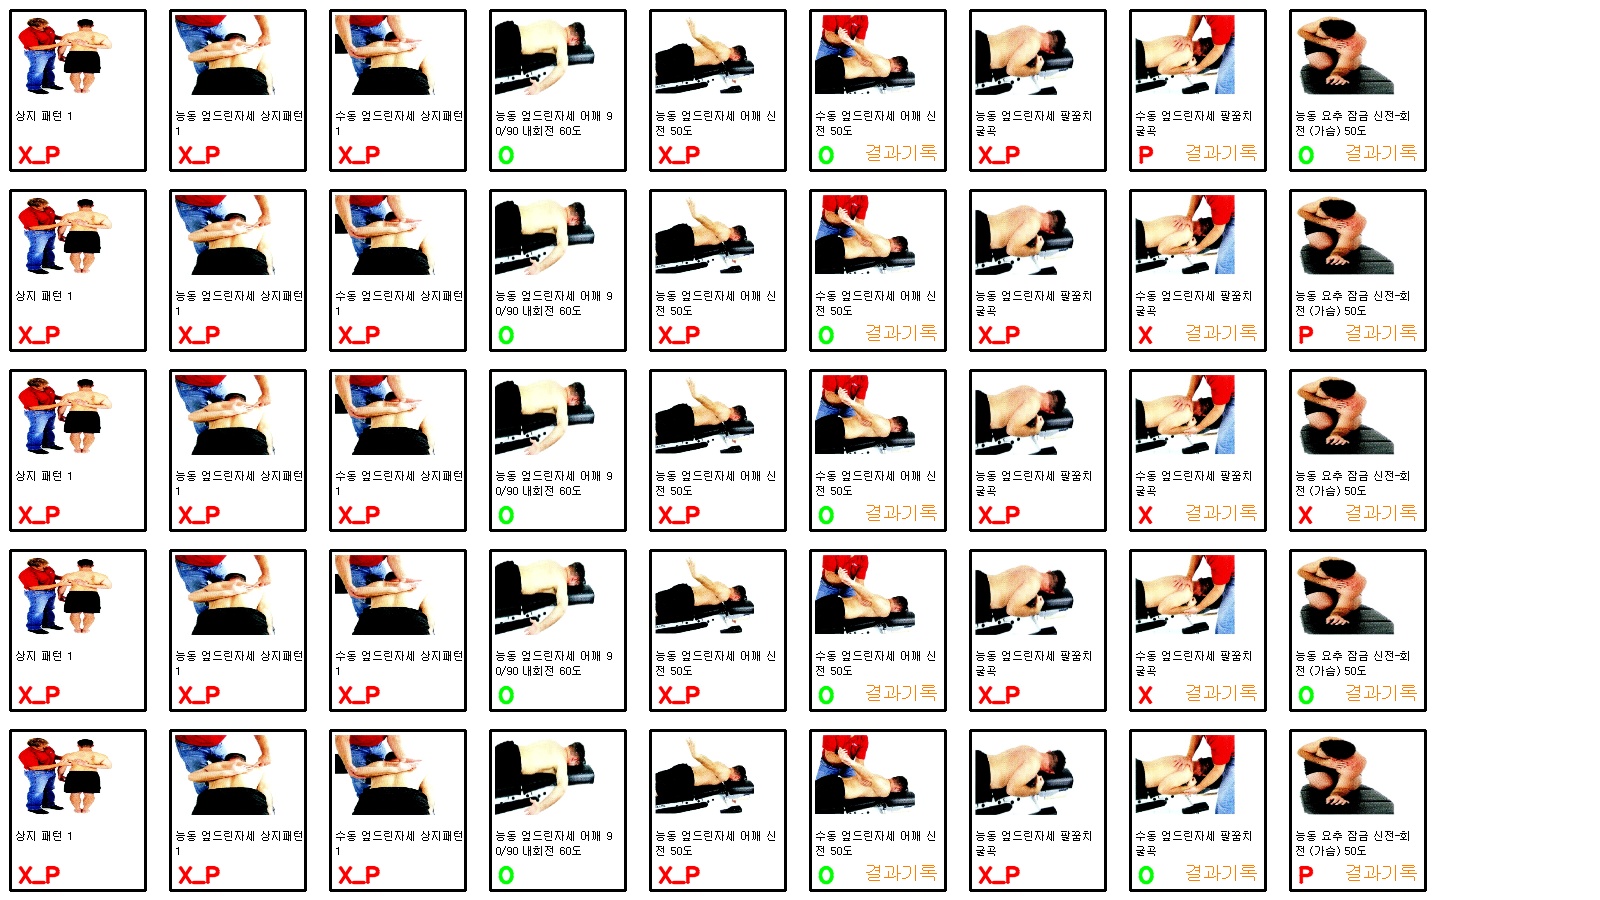 상지 패턴 1
X_P
능동 엎드린자세 상지패턴
1
X_P
수동 엎드린자세 상지패턴
1
X_P
능동 엎드린자세 어깨 9
0/90 내회전 60도
O
능동 엎드린자세 어깨 신
전 50도
X_P
수동 엎드린자세 어깨 신
전 50도
O 결과기록
능동 엎드린자세 팔꿈치
굴곡
X_P
수동 엎드린자세 팔꿈치
굴곡
P 결과기록
능동 요추 잠금 신전-회
전 (가슴) 50도
O 결과기록
상지 패턴 1
X_P
능동 엎드린자세 상지패턴
1
X_P
수동 엎드린자세 상지패턴
1
X_P
능동 엎드린자세 어깨 9
0/90 내회전 60도
O
능동 엎드린자세 어깨 신
전 50도
X_P
수동 엎드린자세 어깨 신
전 50도
O 결과기록
능동 엎드린자세 팔꿈치
굴곡
X_P
수동 엎드린자세 팔꿈치
굴곡
X 결과기록
능동 요추 잠금 신전-회
전 (가슴) 50도
P 결과기록
상지 패턴 1
X_P
능동 엎드린자세 상지패턴
1
X_P
수동 엎드린자세 상지패턴
1
X_P
능동 엎드린자세 어깨 9
0/90 내회전 60도
O
능동 엎드린자세 어깨 신
전 50도
X_P
수동 엎드린자세 어깨 신
전 50도
O 결과기록
능동 엎드린자세 팔꿈치
굴곡
X_P
수동 엎드린자세 팔꿈치
굴곡
X 결과기록
능동 요추 잠금 신전-회
전 (가슴) 50도
X 결과기록
상지 패턴 1
X_P
능동 엎드린자세 상지패턴
1
X_P
수동 엎드린자세 상지패턴
1
X_P
능동 엎드린자세 어깨 9
0/90 내회전 60도
O
능동 엎드린자세 어깨 신
전 50도
X_P
수동 엎드린자세 어깨 신
전 50도
O 결과기록
능동 엎드린자세 팔꿈치
굴곡
X_P
수동 엎드린자세 팔꿈치
굴곡
X 결과기록
능동 요추 잠금 신전-회
전 (가슴) 50도
O 결과기록
상지 패턴 1
X_P
능동 엎드린자세 상지패턴
1
X_P
수동 엎드린자세 상지패턴
1
X_P
능동 엎드린자세 어깨 9
0/90 내회전 60도
O
능동 엎드린자세 어깨 신
전 50도
X_P
수동 엎드린자세 어깨 신
전 50도
O 결과기록
능동 엎드린자세 팔꿈치
굴곡
X_P
수동 엎드린자세 팔꿈치
굴곡
O 결과기록
능동 요추 잠금 신전-회
전 (가슴) 50도
P 결과기록